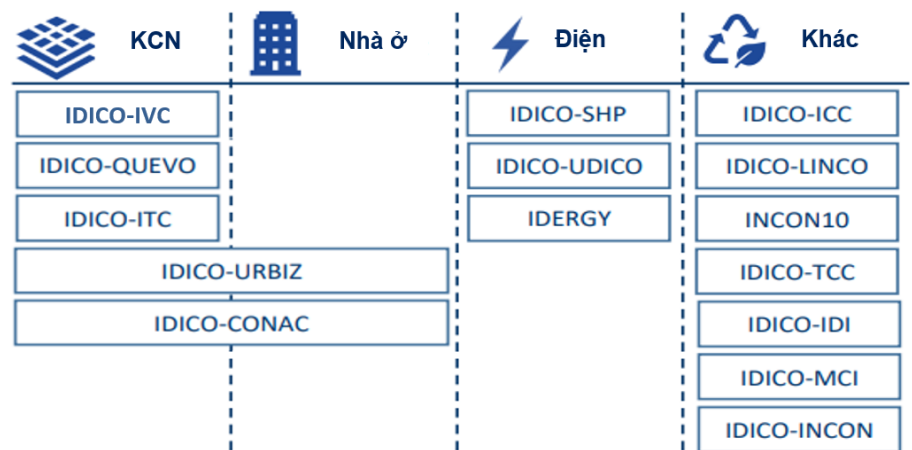 KCN Nhà ở Điện Khác
IDICO-IVC IDICO-SHP IDICO-ICC
IDICO-QUEVO IDICO-UDICO IDICO-LINCO
IDICO-ITC IDERGY INCON10
IDICO-URBIZ IDICO-TCC
IDICO-CONAC IDICO-IDI
IDICO-MCI
IDICO-INCON